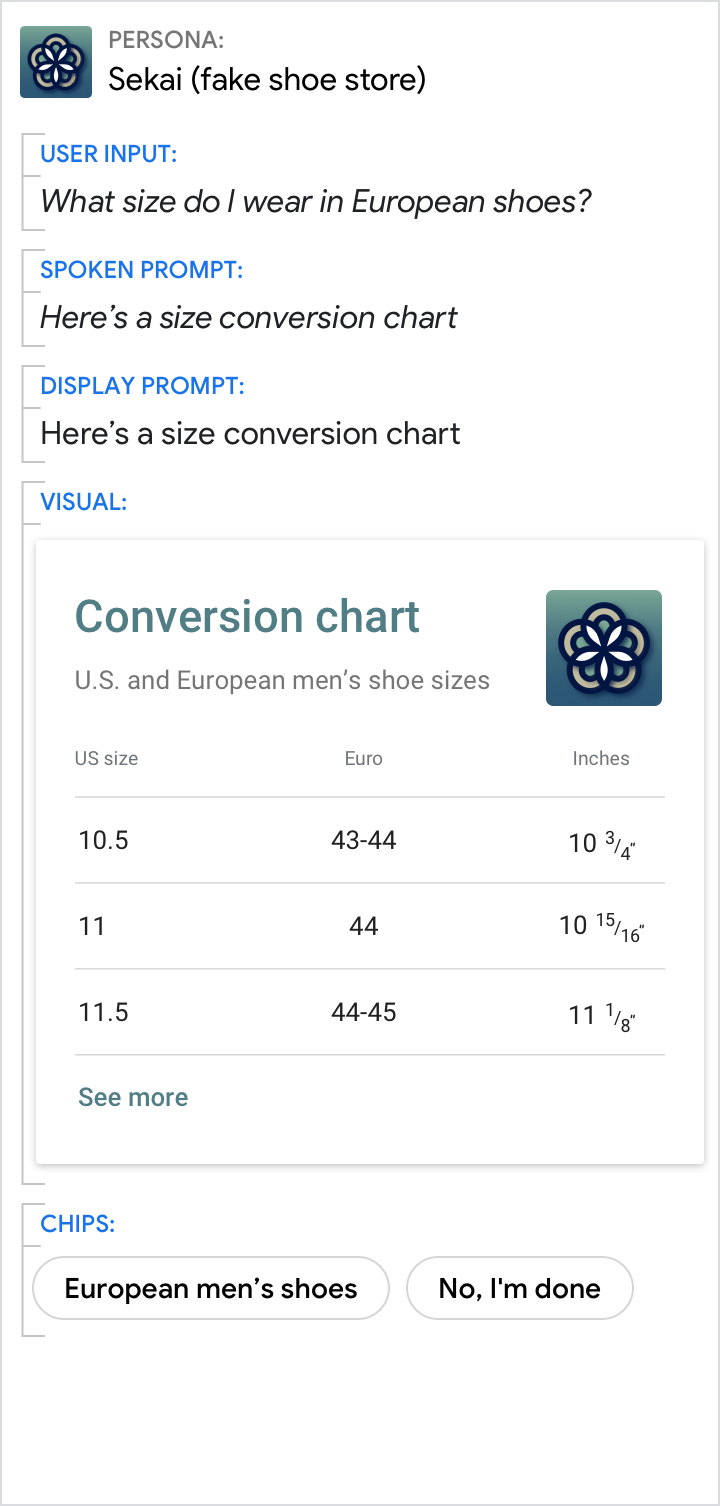 PERSONA:
Sekai (fake shoe store)
USER INPUT:
What size do I wear in European shoes?
SPOKEN PROMPT:
Here’s a size conversion chart
DISPLAY PROMPT:
Here’s a size conversion chart
VISUAL:
Conversion chart
U.S. and European men’s shoe sizes
US size Euro Inches
10.5 43-44 10 3/4″
11 44 10 15/16″
11.5 44-45 11 1/8″
See more
CHIPS:
European men’s shoes No, I'm done